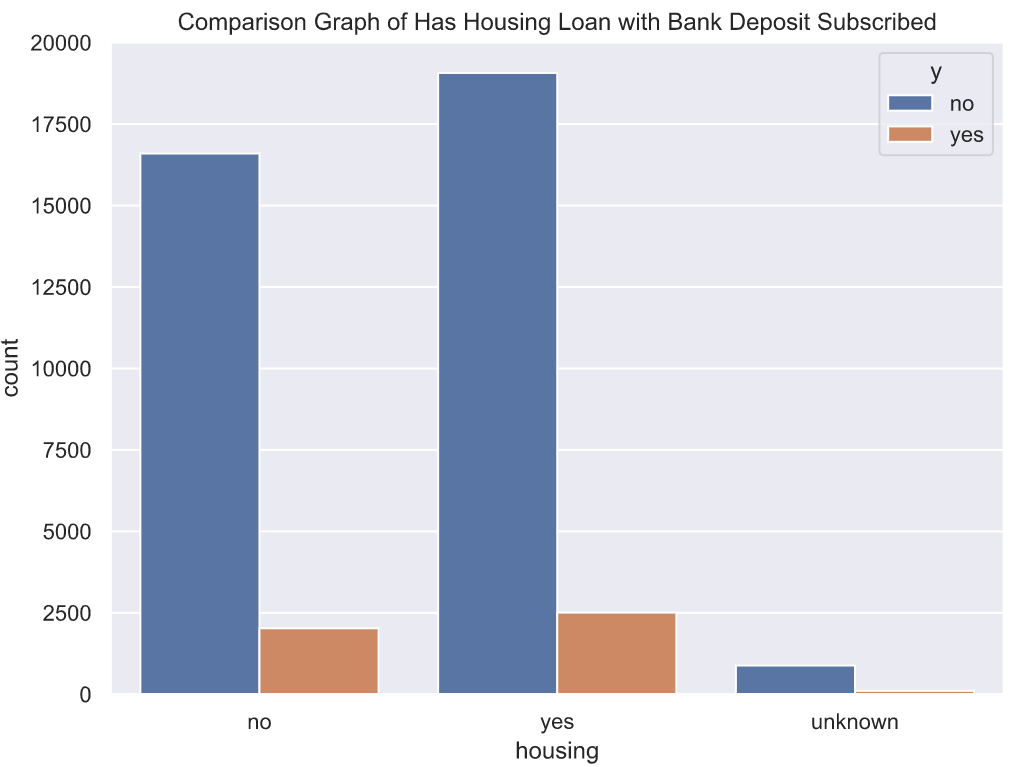 Comparison Graph of Has Housing Loan with Bank Deposit Subscribed
20000
17500
15000
12500
10000
7500
5000
2500
0
count
y
no
yes
no
yes
unknown
housing